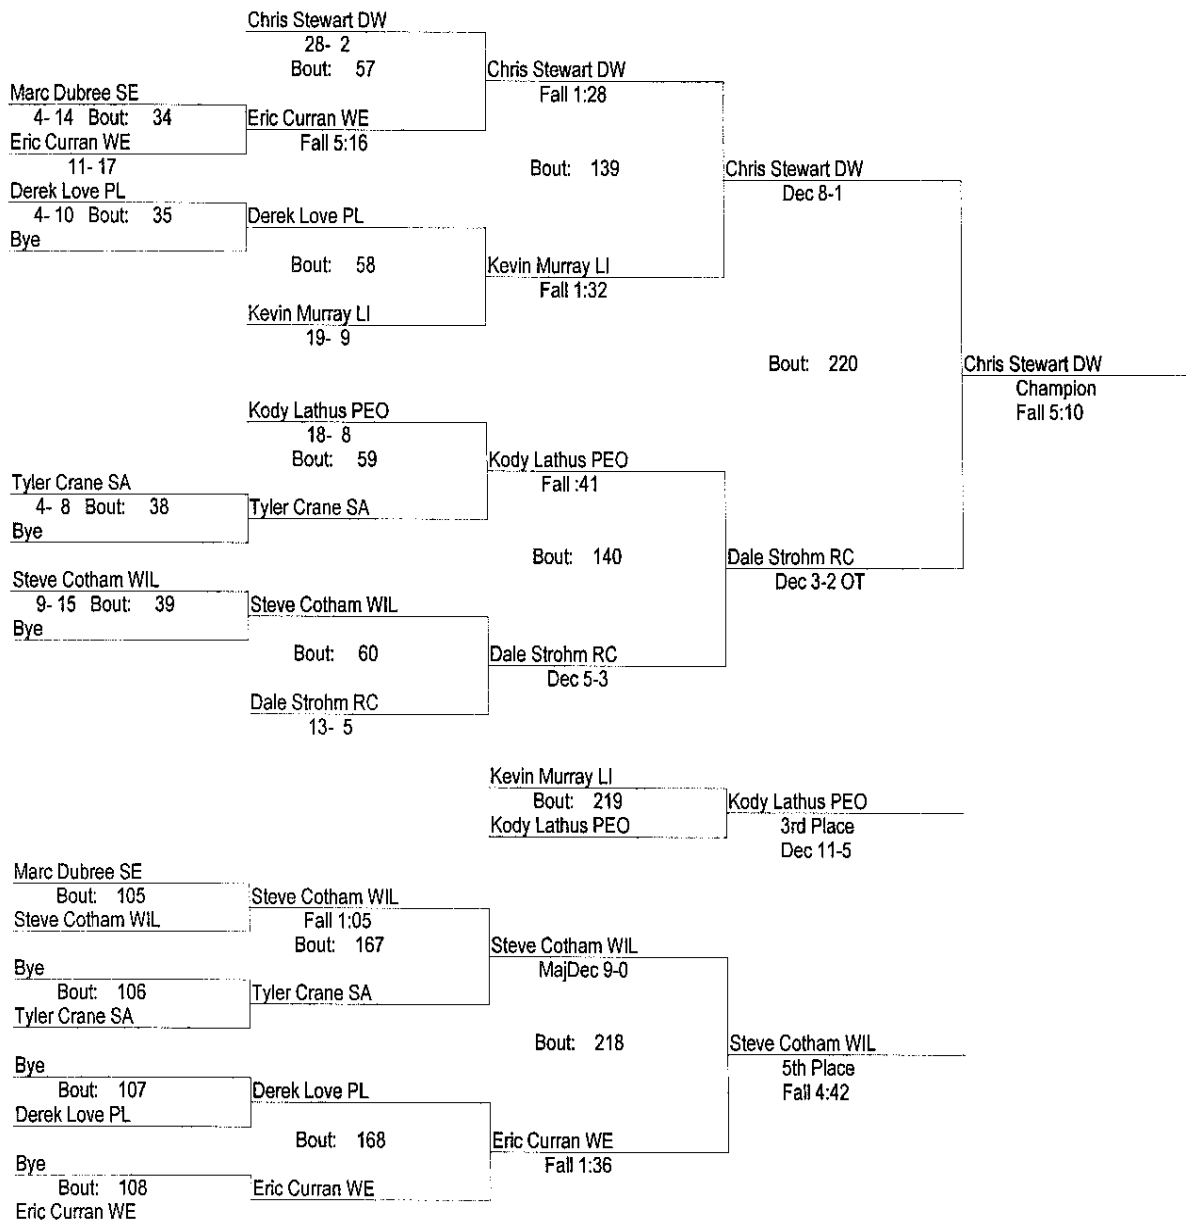 Chris Stewart DW
28- 2
Bout: 57
Chris Stewart DW
Fall 1:28
Marc Dubree SE
4- 14 Bout: 34
Eric Curran WE
Eric Curran WE
Fall 5:16
11- 17
Bout: 139
Chris Stewart DW
Dec 8-1
Derek Love PL
4- 10 Bout: 35
Derek Love PL
Bye
Bout: 58
Kevin Murray LI
Fall 1:32
Kevin Murray LI
19- 9
Bout: 220
Chris Stewart DW
Champion
Fall 5:10
Kody Lathus PEO
18- 8
Bout: 59
Kody Lathus PEO
Fall :41
Tyler Crane SA
4- 8 Bout: 38
Tyler Crane SA
Bye
Bout: 140
Dale Strohm RC
Dec 3-2 OT
Steve Cotham WIL
9- 15 Bout: 39
Steve Cotham WIL
Bye
Bout: 60
Dale Strohm RC
Dec 5-3
Dale Strohm RC
13- 5
Kevin Murray LI
Bout: 219
Kody Lathus PEO
Kody Lathus PEO
3rd Place
Dec 11-5
Marc Dubree SE
Bout: 105
Steve Cotham WIL
Steve Cotham WIL
Fall 1:05
Bout: 167
Steve Cotham WIL
MajDec 9-0
Bye
Bout: 106
Tyler Crane SA
Tyler Crane SA
Bout: 218
Steve Cotham WIL
5th Place
Fall 4:42
Bye
Bout: 107
Derek Love PL
Derek Love PL
Bout: 168
Eric Curran WE
Fall 1:36
Bye
Bout: 108
Eric Curran WE
Eric Curran WE